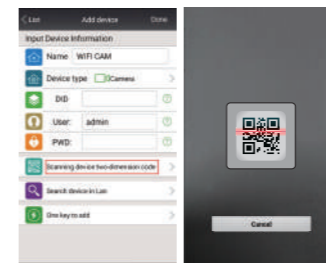 List Add device Done
Input Device Information
Name WIFI CAM
Device type IPCamera
DID
User: admin
PWD:
Scanning device two-dimension code
Search device in Lan
One key to add
Cancel